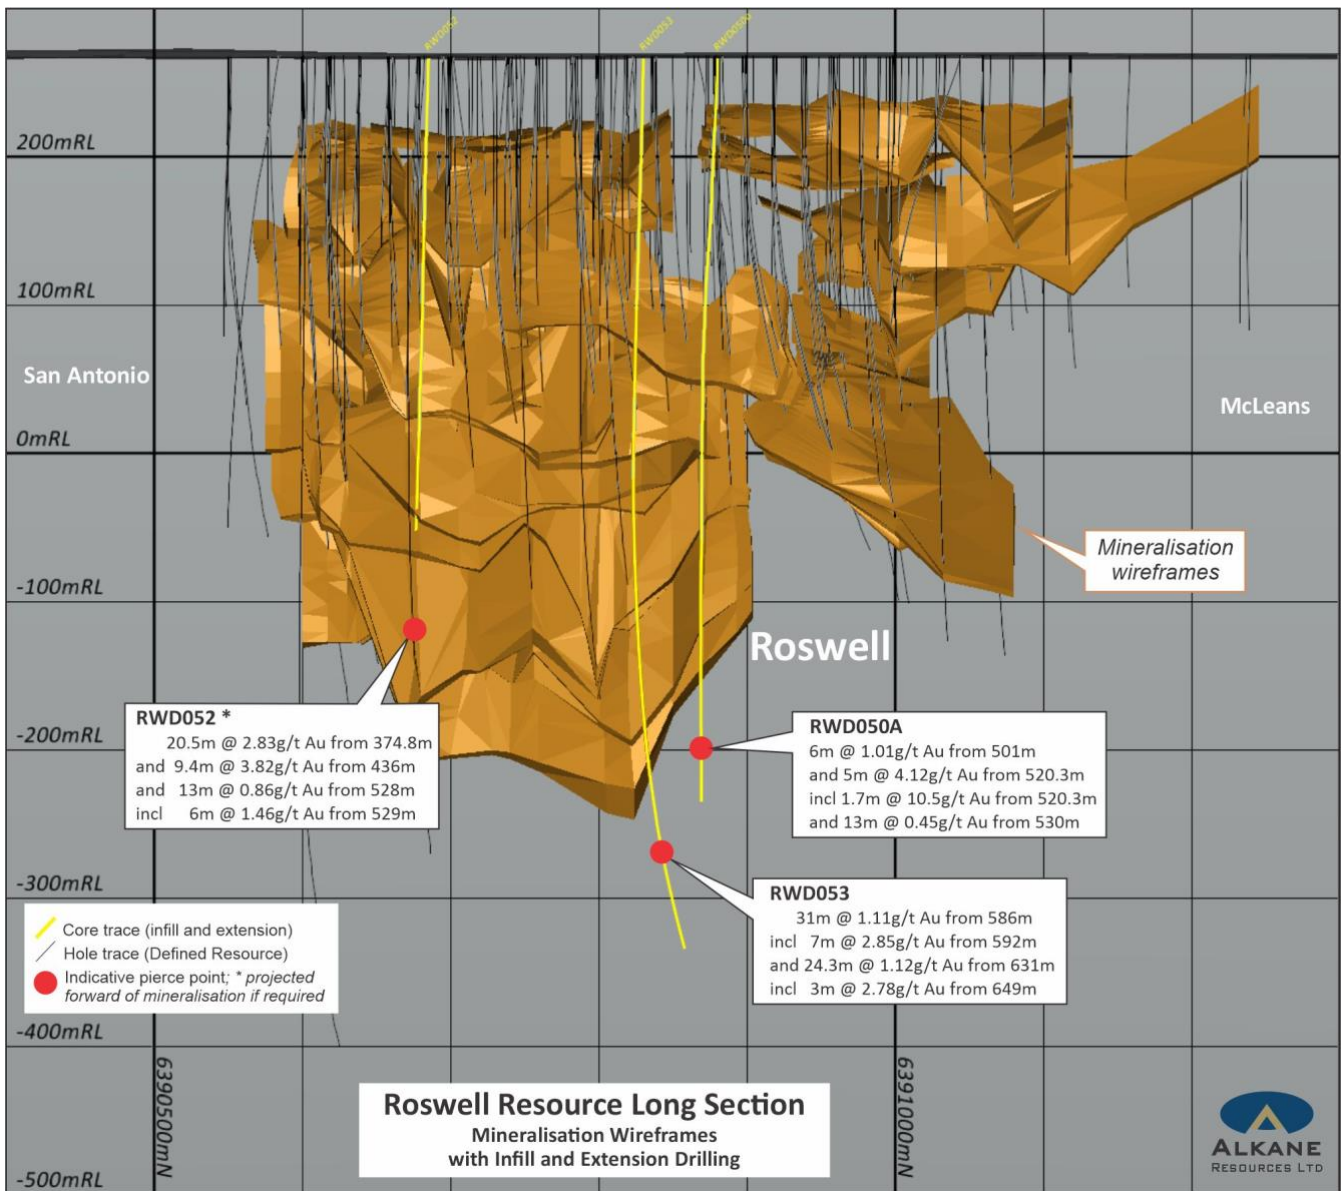 RWD052
RWD053
RWD050A
200mRL
100mRL
San Antonio
McLeans
0mRL
Mineralisation
wireframes
-100mRL
Roswell
RWD052 *
20.5m @ 2.83g/t Au from 374.8m
and 9.4m @ 3.82g/t Au from 436m
and 13m @ 0.86g/t Au from 528m
incl 6m @ 1.46g/t Au from 529m
-200mRL
RWD050A
6m @ 1.01g/t Au from 501m
and 5m @ 4.12g/t Au from 520.3m
incl 1.7m @ 10.5g/t Au from 520.3m
and 13m @ 0.45g/t Au from 530m
-300mRL
RWD053
31m @ 1.11g/t Au from 586m
incl 7m @ 2.85g/t Au from 592m
and 24.3m @ 1.12g/t Au from 631m
incl 3m @ 2.78g/t Au from 649m
Core trace (infill and extension)
Hole trace (Defined Resource)
Indicative pierce point; * projected
forward of mineralisation if required
-400mRL
6390500mN
6391000mN
Roswell Resource Long Section
Mineralisation Wireframes
with Infill and Extension Drilling
ALKANE
RESOURCES LTD
-500mRL